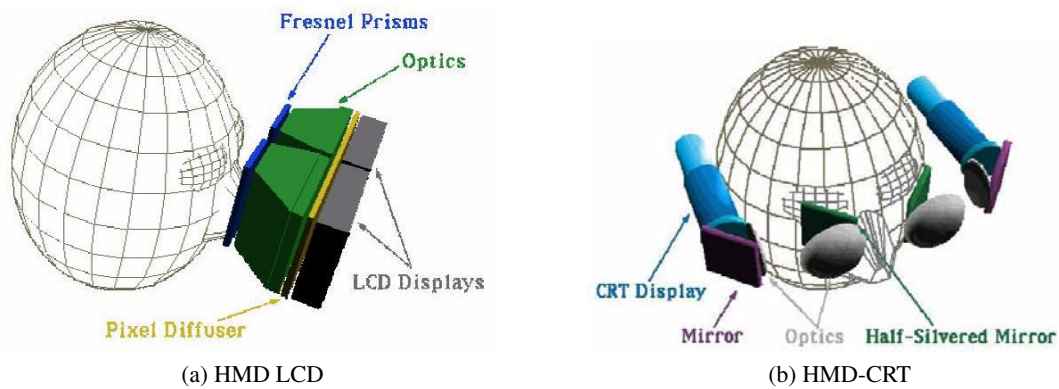 Fresnel Prisms
Optics
LCD Displays
Pixel Diffuser
(a) HMD LCD
CRT Display
Mirror
Optics
Half-Silvered Mirror
(b) HMD-CRT